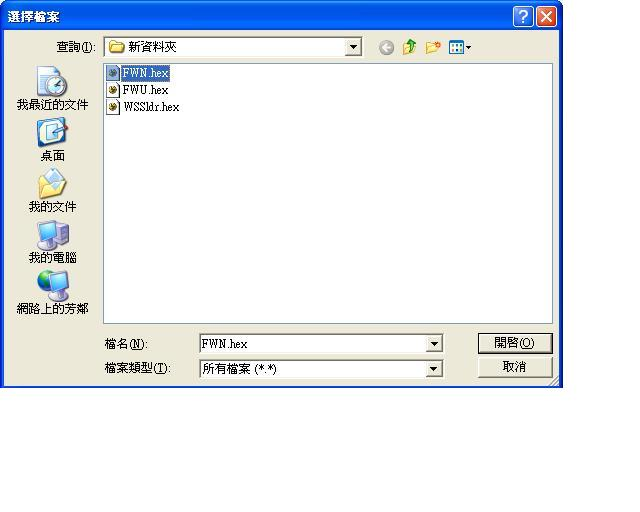 選擇檔案
查詢(I):
新資料夾
FWN.hex
FWU.hex
WSSldr.hex
我最近的文件
桌面
我的文件
我的電腦
網路上的芳鄰
檔名(N):
FWN.hex
開啓(O)
檔案類型(T):
所有檔案 (*.*)
取消